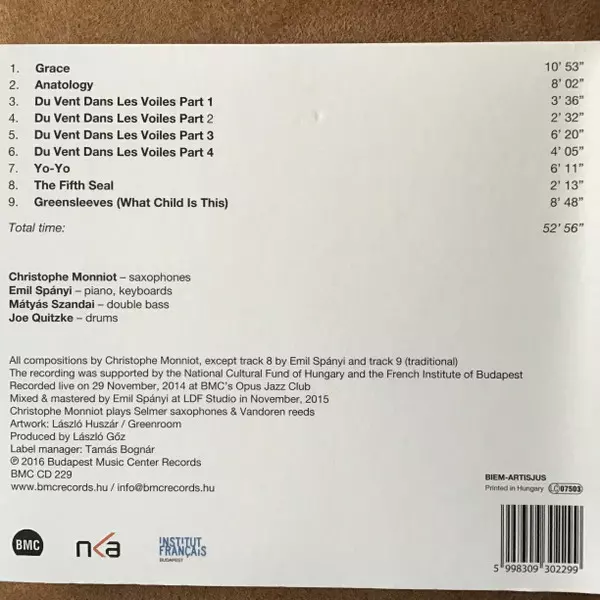 1. Grace 10' 53"
2. Anatology 8' 02"
3. Du Vent Dans Les Voiles Part 1 3' 36"
4. Du Vent Dans Les Voiles Part 2 2' 32"
5. Du Vent Dans Les Voiles Part 3 6' 20"
6. Du Vent Dans Les Voiles Part 4 4' 05"
7. Yo-Yo 6' 11"
8. The Fifth Seal 2' 13"
9. Greensleeves (What Child Is This) 8' 48"
Total time: 52' 56"
Christophe Monniot – saxophones
Emil Spányi – piano, keyboards
Mátyás Szandai – double bass
Joe Quitzke – drums
All compositions by Christophe Monniot, except track 8 by Emil Spányi and track 9 (traditional)
The recording was supported by the National Cultural Fund of Hungary and the French Institute of Budapest
Recorded live on 29 November, 2014 at BMC's Opus Jazz Club
Mixed & mastered by Emil Spányi at LDF Studio in November, 2015
Christophe Monniot plays Selmer saxophones & Vandoren reeds
Artwork: László Huszár / Greenroom
Produced by László Gőz
Label manager: Tamás Bognár
℗ 2016 Budapest Music Center Records
BMC CD 229
www.bmcrecords.hu / info@bmcrecords.hu
BIEM-ARTISJUS
Printed in Hungary LC 07503
BMC
nka
INSTITUT
FRANÇAIS
BUDAPEST
5 998309 302299